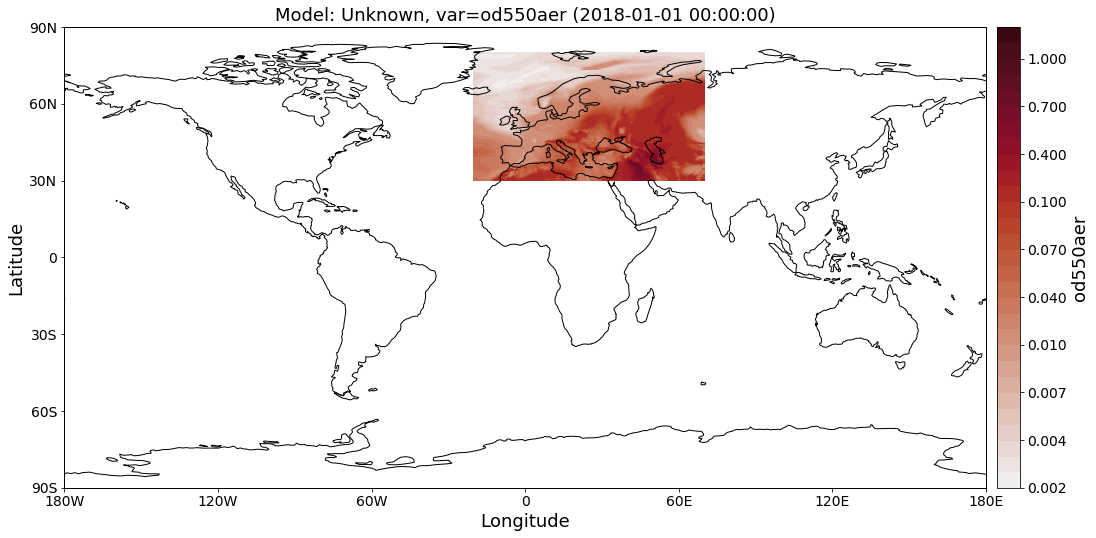 Model: Unknown, var=od550aer (2018-01-01 00:00:00)
90N
60N
30N
0
30S
60S
90S
Latitude
180W
120W
60W
0
60E
120E
180E
Longitude
1.000
0.700
0.400
0.100
0.070
0.040
0.010
0.007
0.004
0.002
od550aer